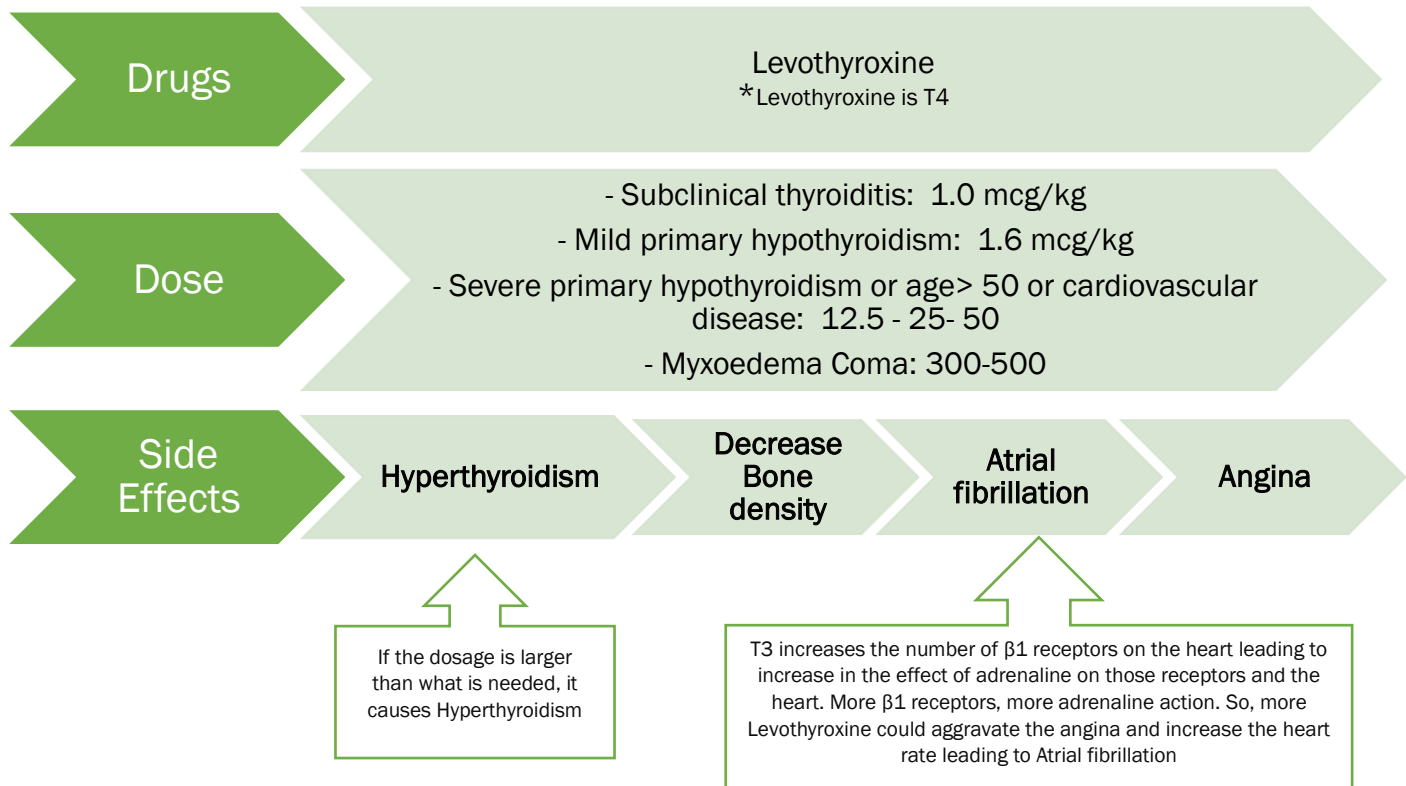 Drugs
Levothyroxine
*Levothyroxine is T4
Dose
- Subclinical thyroiditis: 1.0 mcg/kg
- Mild primary hypothyroidism: 1.6 mcg/kg
- Severe primary hypothyroidism or age> 50 or cardiovascular
disease: 12.5 - 25- 50
- Myxoedema Coma: 300-500
Side
Effects
Hyperthyroidism
Decrease
Bone
density
Atrial
fibrillation
Angina
If the dosage is larger
than what is needed, it
causes Hyperthyroidism
T3 increases the number of β1 receptors on the heart leading to
increase in the effect of adrenaline on those receptors and the
heart. More β1 receptors, more adrenaline action. So, more
Levothyroxine could aggravate the angina and increase the heart
rate leading to Atrial fibrillation